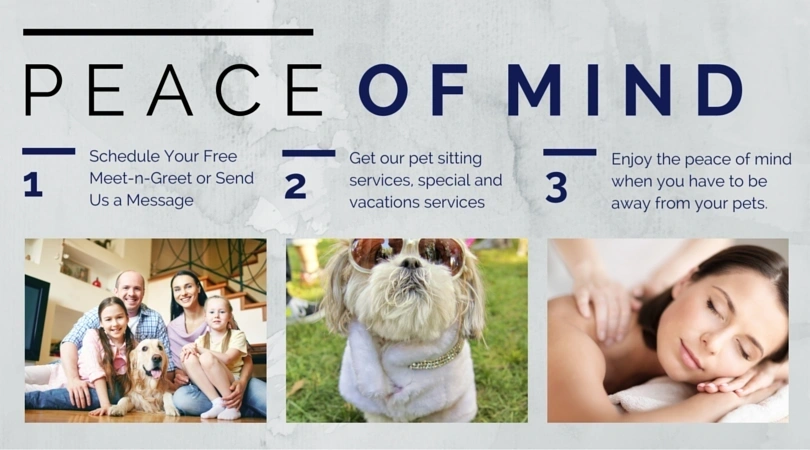 PEACE OF MIND
1
Schedule Your Free
Meet-n-Greet or Send
Us a Message
2
Get our pet sitting
services, special and
vacations services
3
Enjoy the peace of mind
when you have to be
away from your pets.